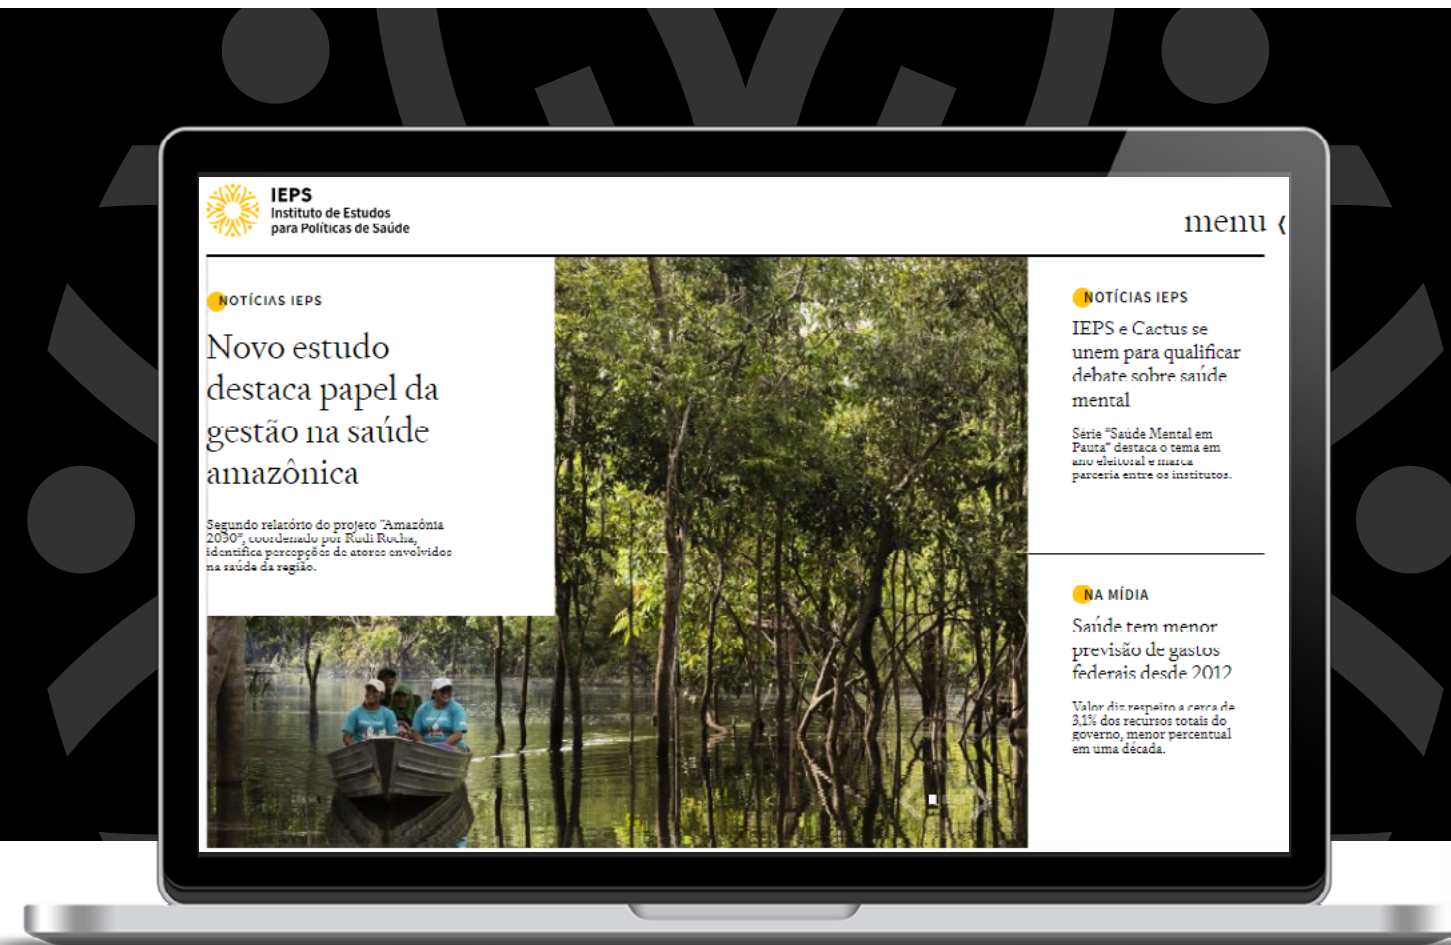 IEPS
Instituto de Estudos
para Políticas de Saúde
menu
NOTÍCIAS IEPS
Novo estudo
destaca papel da
gestão na saúde
amazônica
Segundo relatório do projeto "Amazônia
2030", coordenado por Rudi Rocha,
identifica percepções de atores envolvidos
na saúde da região.
NOTÍCIAS IEPS
IEPS e Cactus se
unem para qualificar
debate sobre saúde
mental
Série "Saúde Mental em
Pauta" destaca o tema em
ano eleitoral e marca
parceria entre os institutos.
NA MÍDIA
Saúde tem menor
previsão de gastos
federais desde 2012
Valor diz respeito a cerca de
3,1% dos recursos totais do
governo, menor percentual
em uma década.